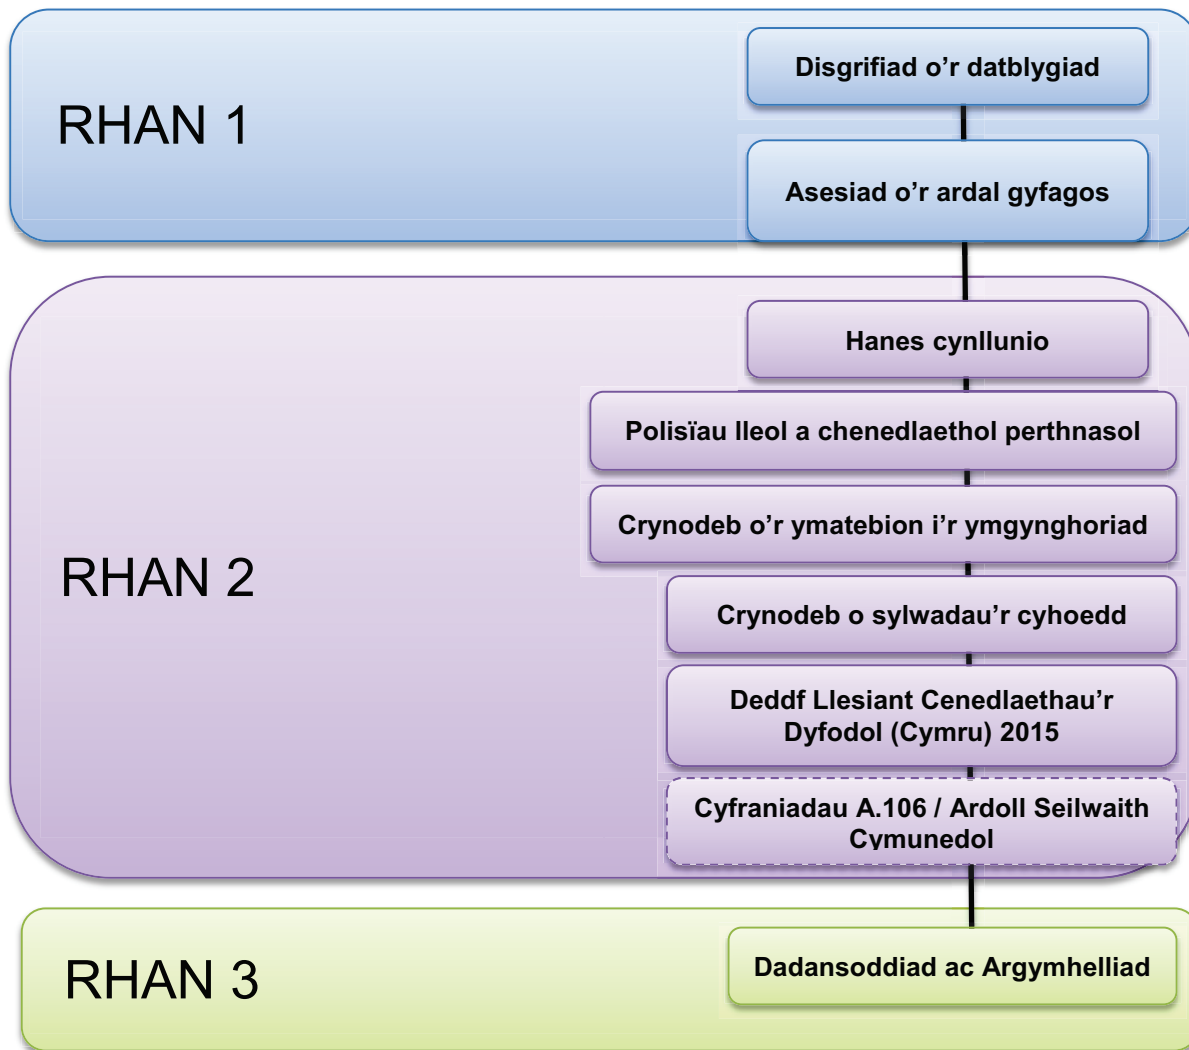 RHAN 1
Disgrifiad o’r datblygiad
Asesiad o’r ardal gyfagos
RHAN 2
Hanes cynllunio
Polisïau lleol a chenedlaethol perthnasol
Crynodeb o’r ymatebion i’r ymgynghoriad
Crynodeb o sylwadau’r cyhoedd
Deddf Llesiant Cenedlaethau’r
Dyfodol (Cymru) 2015
Cyfraniadau A.106 / Ardoll Seilwaith
Cymunedol
RHAN 3
Dadansoddiad ac Argymhelliad